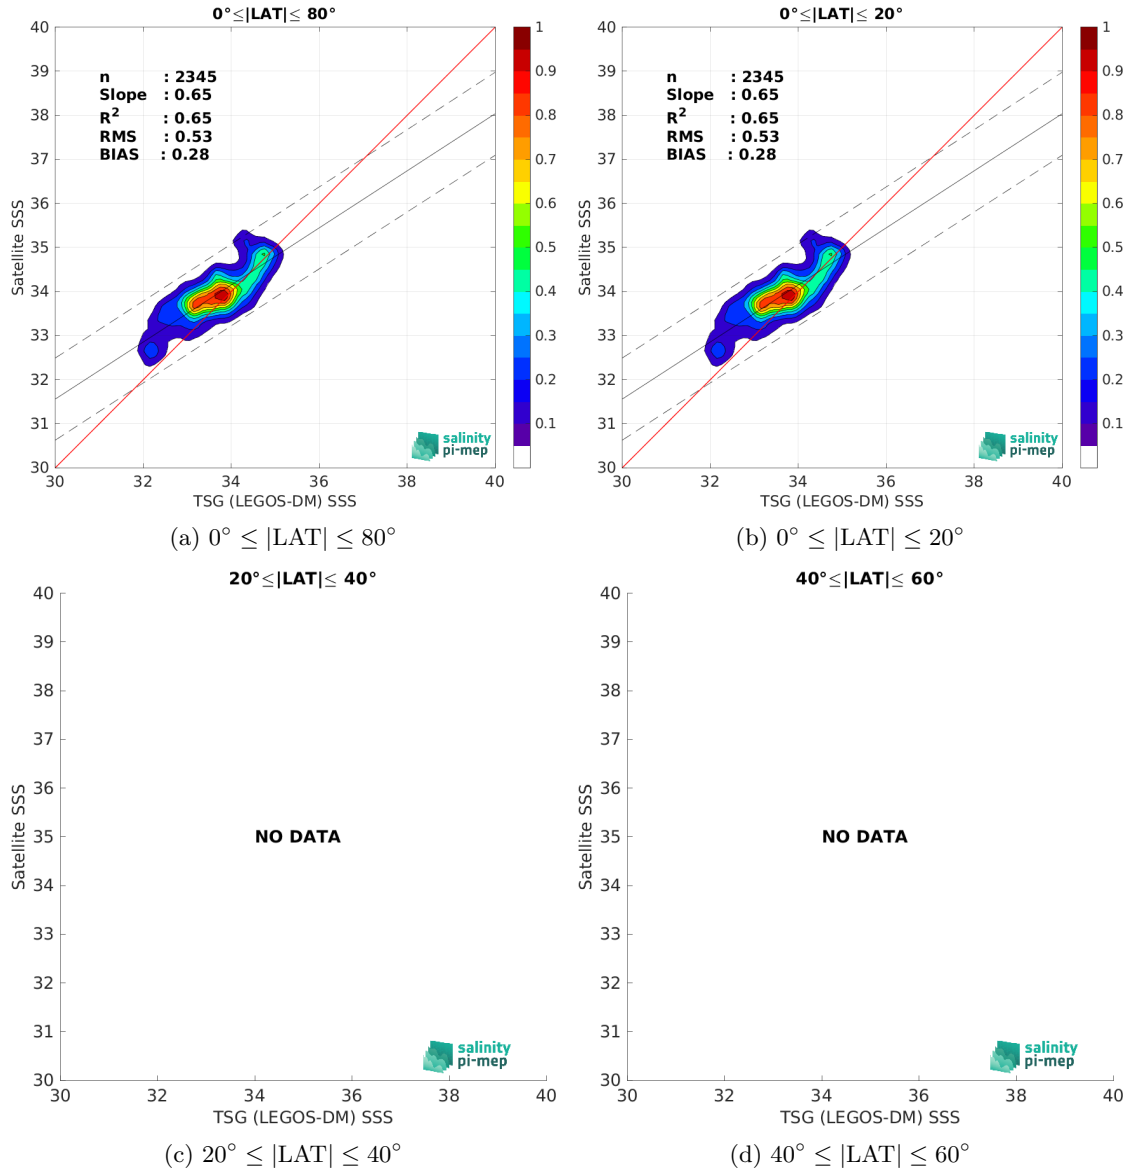 0°≤|LAT|≤ 80°
40
39
38
37
36
35
34
33
32
31
30
Satellite SSS
n : 2345
Slope : 0.65
R² : 0.65
RMS : 0.53
BIAS : 0.28
salinity
pi-mep
30 32 34 36 38 40
TSG (LEGOS-DM) SSS
1
0.9
0.8
0.7
0.6
0.5
0.4
0.3
0.2
0.1
(a) 0° ≤ |LAT| ≤ 80°
0°≤|LAT|≤ 20°
40
39
38
37
36
35
34
33
32
31
30
Satellite SSS
n : 2345
Slope : 0.65
R² : 0.65
RMS : 0.53
BIAS : 0.28
salinity
pi-mep
30 32 34 36 38 40
TSG (LEGOS-DM) SSS
1
0.9
0.8
0.7
0.6
0.5
0.4
0.3
0.2
0.1
(b) 0° ≤ |LAT| ≤ 20°
20°≤|LAT|≤ 40°
40
39
38
37
36
35
34
33
32
31
30
Satellite SSS
NO DATA
salinity
pi-mep
30 32 34 36 38 40
TSG (LEGOS-DM) SSS
(c) 20° ≤ |LAT| ≤ 40°
40°≤|LAT|≤ 60°
40
39
38
37
36
35
34
33
32
31
30
Satellite SSS
NO DATA
salinity
pi-mep
30 32 34 36 38 40
TSG (LEGOS-DM) SSS
(d) 40° ≤ |LAT| ≤ 60°